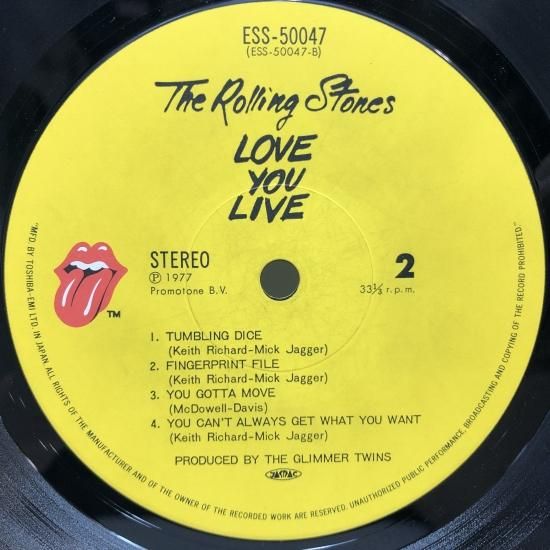 ESS-50047
(ESS-50047-B)
The Rolling Stones
LOVE
YOU
LIVE
STEREO
Ⓟ 1977
Promotone B.V.
2
33⅓ r.p.m.
TM
1. TUMBLING DICE
(Keith Richard-Mick Jagger)
2. FINGERPRINT FILE
(Keith Richard-Mick Jagger)
3. YOU GOTTA MOVE
(McDowell-Davis)
4. YOU CAN'T ALWAYS GET WHAT YOU WANT
(Keith Richard-Mick Jagger)
PRODUCED BY THE GLIMMER TWINS
JASRAC
"MFD. BY TOSHIBA-EMI LTD. IN JAPAN. ALL RIGHTS OF THE MANUFACTURER AND OF THE OWNER OF THE RECORDED WORK ARE RESERVED. UNAUTHORIZED PUBLIC PERFORMANCE, BROADCASTING AND COPYING OF THE RECORD PROHIBITED."